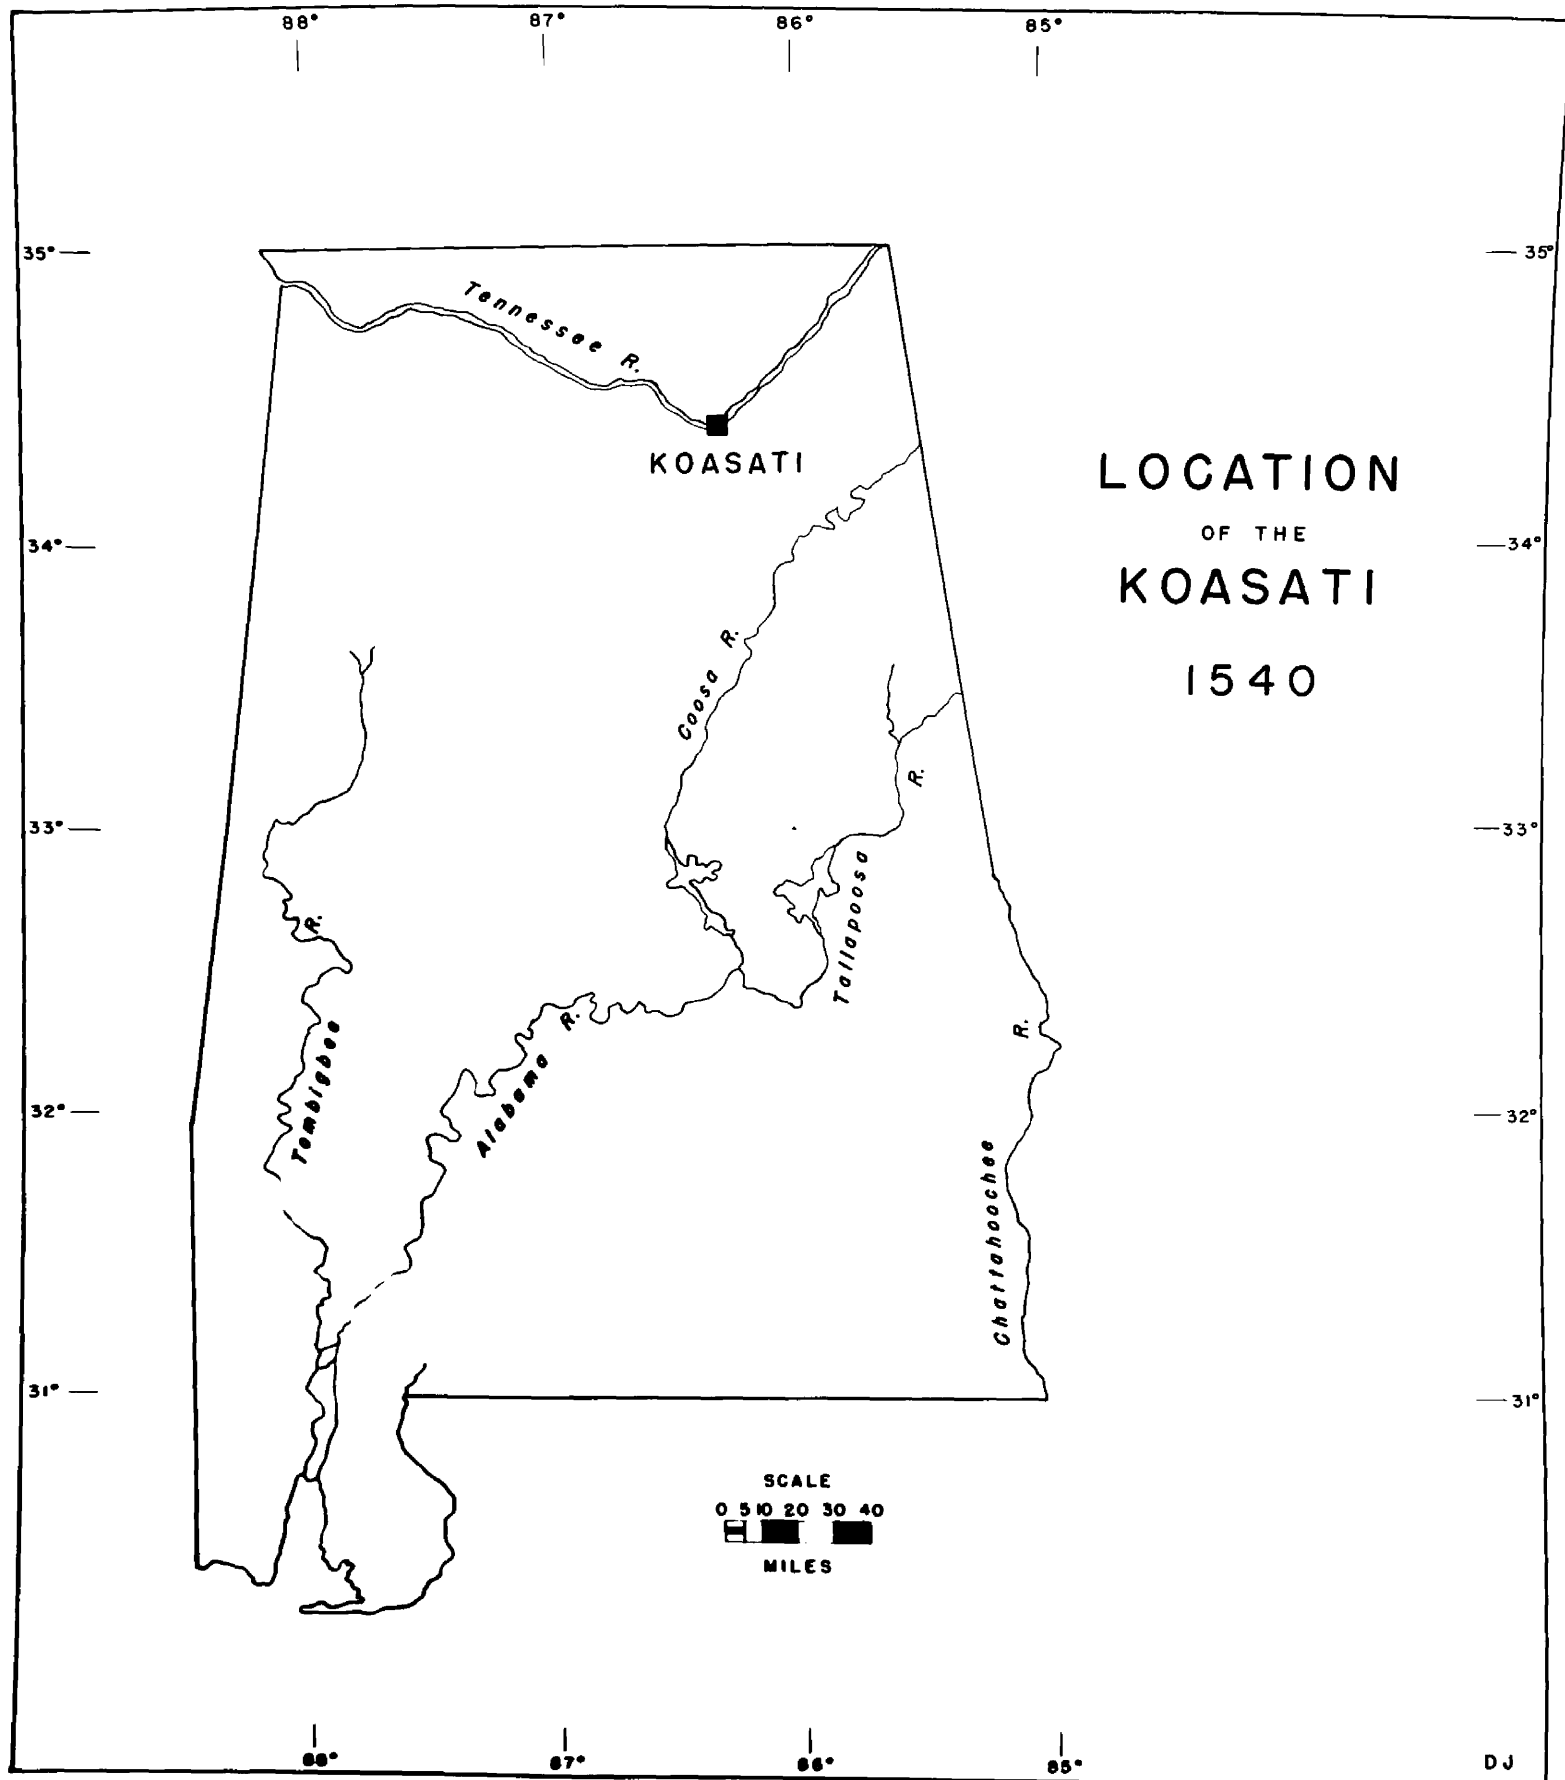 88° 87° 86° 85°
35° 35°
Tennessee R.
KOASATI
LOCATION
OF THE
KOASATI
1540
34° 34°
Coosa R.
33° 33°
Tallapoosa R.
Tombigbee R.
Alabama R.
Chattahoochee R.
32° 32°
31° 31°
SCALE
0 5 10 20 30 40
MILES
88° 87° 86° 85°
DJ